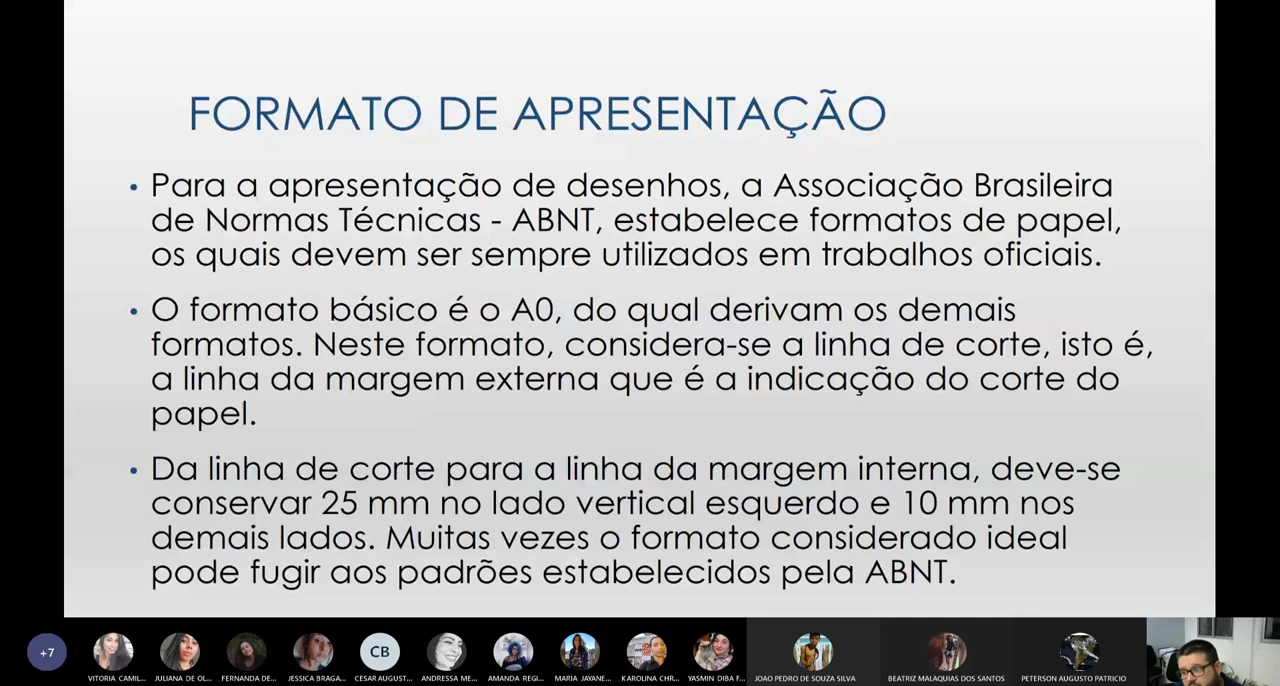 FORMATO DE APRESENTAÇÃO
• Para a apresentação de desenhos, a Associação Brasileira
de Normas Técnicas - ABNT, estabelece formatos de papel,
os quais devem ser sempre utilizados em trabalhos oficiais.
• O formato básico é o A0, do qual derivam os demais
formatos. Neste formato, considera-se a linha de corte, isto é,
a linha da margem externa que é a indicação do corte do
papel.
• Da linha de corte para a linha da margem interna, deve-se
conservar 25 mm no lado vertical esquerdo e 10 mm nos
demais lados. Muitas vezes o formato considerado ideal
pode fugir aos padrões estabelecidos pela ABNT.
+7
CB
VITORIA CAMIL... JULIANA DE OL... FERNANDA DE... JESSICA BRAGA... CESAR AUGUST... ANDRESSA ME... AMANDA REGI... MARIA JAYANE... KAROLINA CHR... YASMIN DIBA F... JOAO PEDRO DE SOUZA SILVA BEATRIZ MALAQUIAS DOS SANTOS PETERSON AUGUSTO PATRICIO